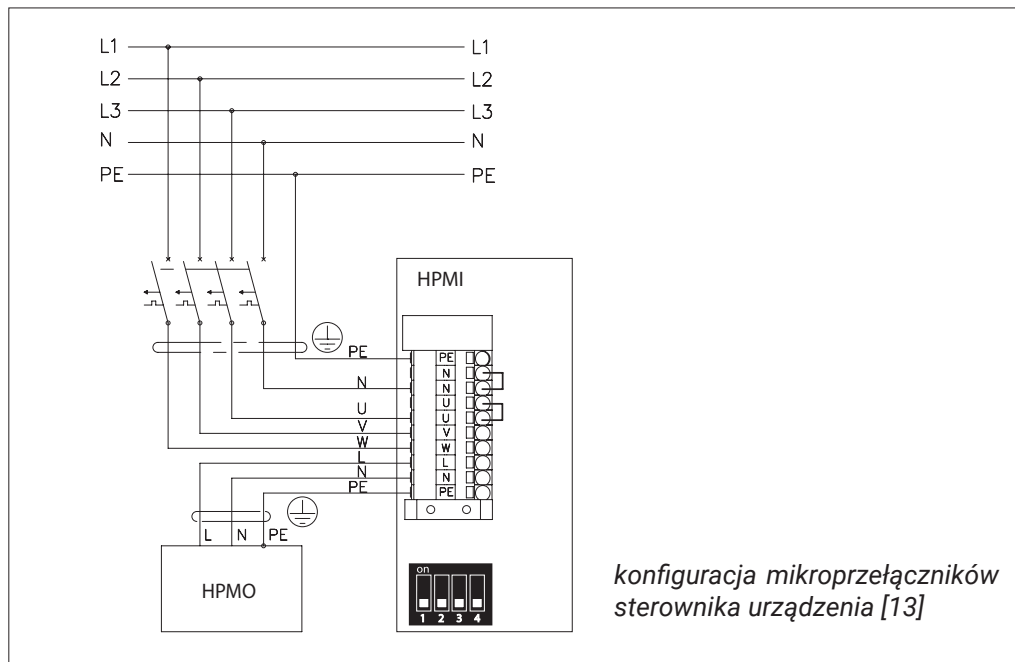 L1 L1
L2 L2
L3 L3
N N
PE PE
HPMI
PE PE
N
N N
U
U U
V V
W W
L L
N N
PE PE
L N PE
HPMO
on
1 2 3 4
konfiguracja mikroprzełączników
sterownika urządzenia [13]